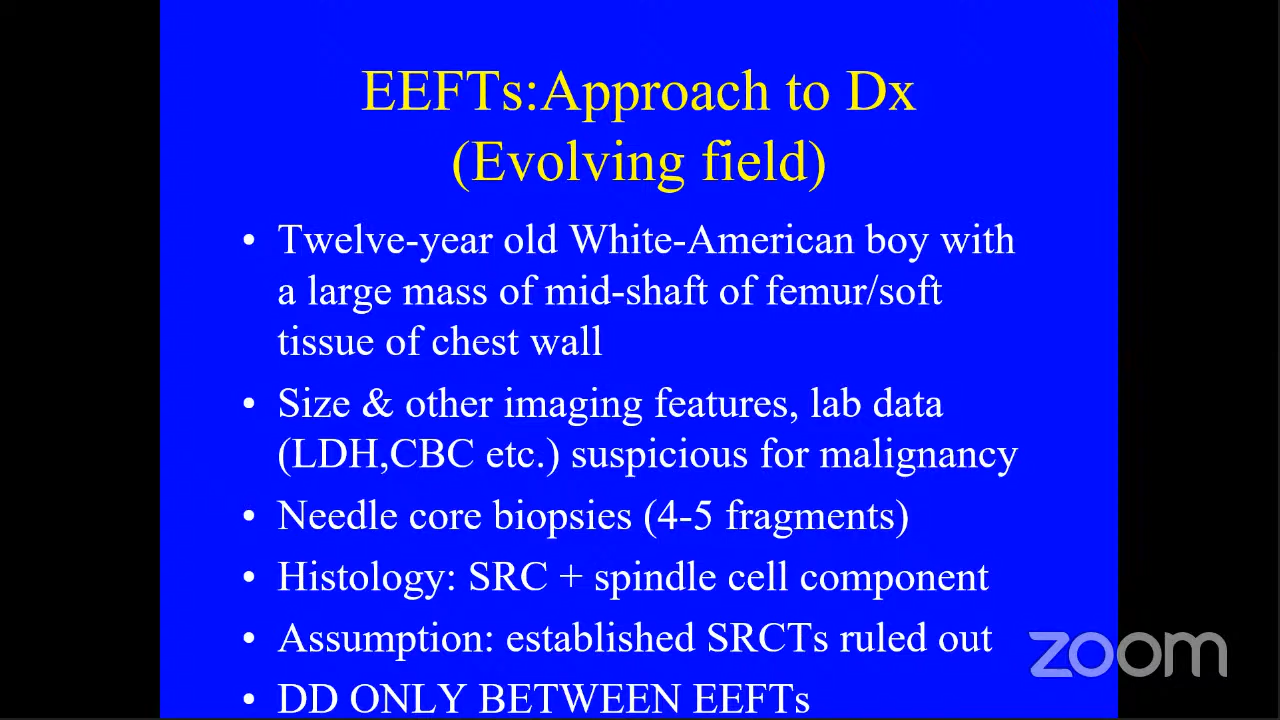 EEFTs:Approach to Dx
(Evolving field)
• Twelve-year old White-American boy with
a large mass of mid-shaft of femur/soft
tissue of chest wall
• Size & other imaging features, lab data
(LDH,CBC etc.) suspicious for malignancy
• Needle core biopsies (4-5 fragments)
• Histology: SRC + spindle cell component
• Assumption: established SRCTs ruled out
• DD ONLY BETWEEN EEFTs
zoom